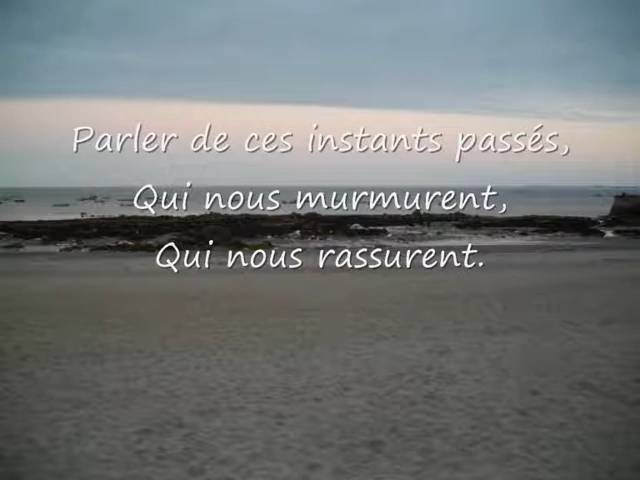 Parler de ces instants passés,
Qui nous murmurent,
Qui nous rassurent.